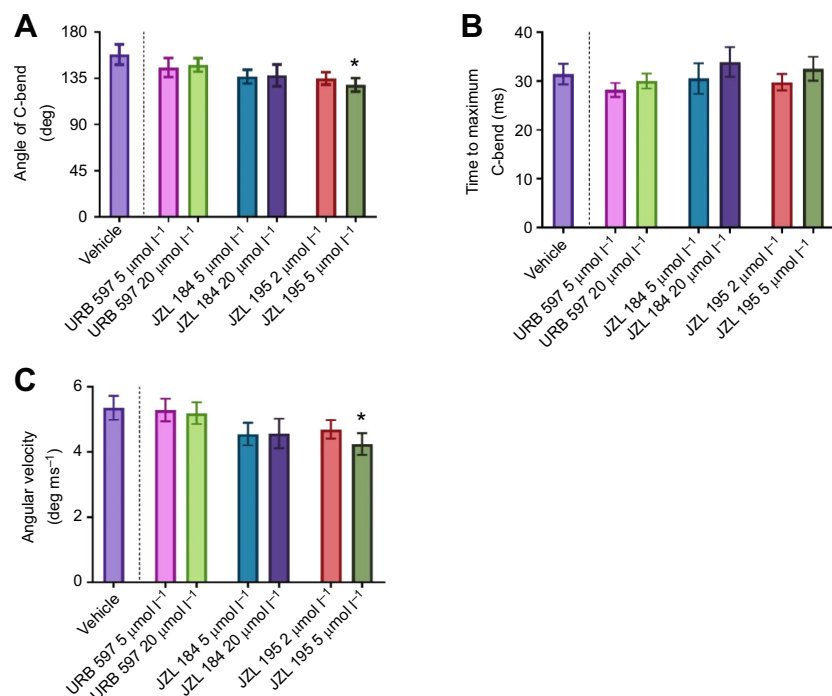 A
180
135
90
45
0
Angle of C-bend
(deg)
*
Vehicle
URB 597 5 μmol l⁻¹
URB 597 20 μmol l⁻¹
JZL 184 5 μmol l⁻¹
JZL 184 20 μmol l⁻¹
JZL 195 2 μmol l⁻¹
JZL 195 5 μmol l⁻¹
B
40
30
20
10
0
Time to maximum
C-bend (ms)
Vehicle
URB 597 5 μmol l⁻¹
URB 597 20 μmol l⁻¹
JZL 184 5 μmol l⁻¹
JZL 184 20 μmol l⁻¹
JZL 195 2 μmol l⁻¹
JZL 195 5 μmol l⁻¹
C
6
4
2
0
Angular velocity
(deg ms⁻¹)
*
Vehicle
URB 597 5 μmol l⁻¹
URB 597 20 μmol l⁻¹
JZL 184 5 μmol l⁻¹
JZL 184 20 μmol l⁻¹
JZL 195 2 μmol l⁻¹
JZL 195 5 μmol l⁻¹